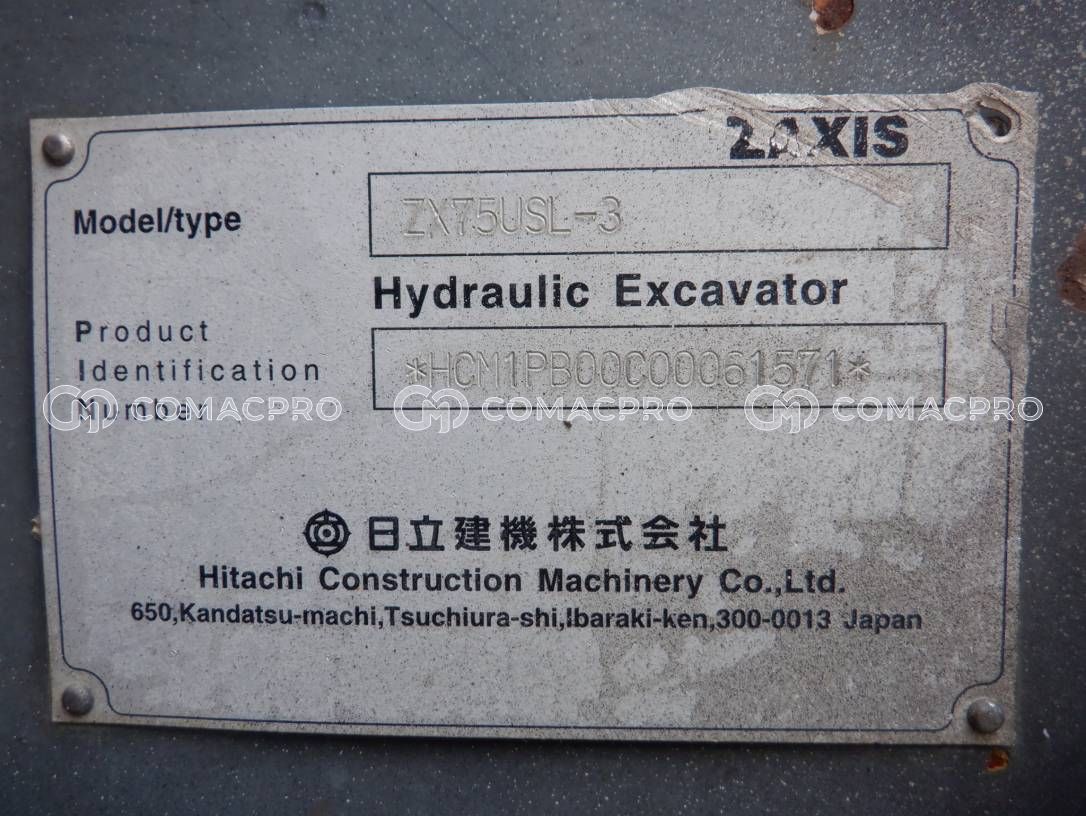 ZAXIS
Model/type ZX75USL-3
Hydraulic Excavator
Product
Identification
Number
*HCM1PB00C00061571*
COMACPRO COMACPRO COMACPRO
日立建機株式会社
Hitachi Construction Machinery Co.,Ltd.
650,Kandatsu-machi,Tsuchiura-shi,Ibaraki-ken,300-0013 Japan